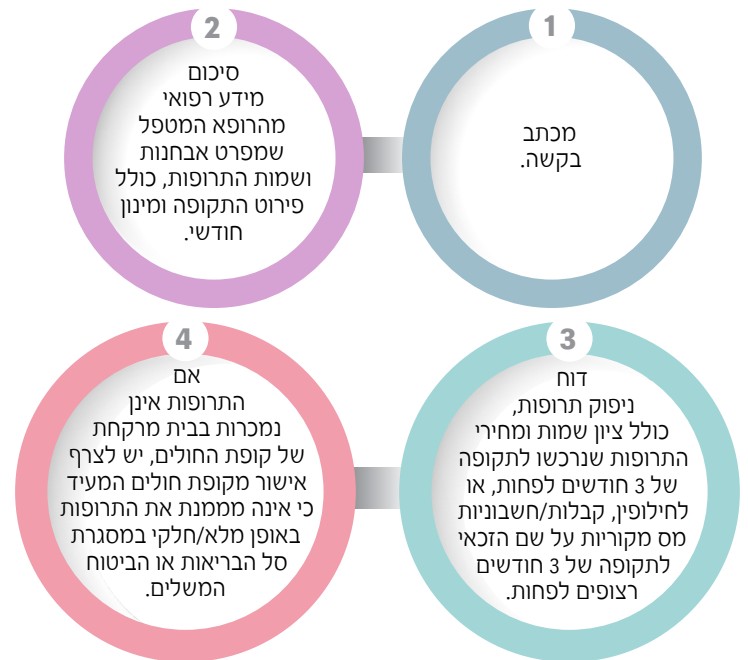 1
מכתב
בקשה.
2
סיכום
מידע רפואי
מהרופא המטפל
שמפרט אבחנות
ושמות התרופות, כולל
פירוט התקופה ומינון
חודשי.
3
דוח
ניפוק תרופות,
כולל ציון שמות ומחירי
התרופות שנרכשו לתקופה
של 3 חודשים לפחות, או
לחילופין, קבלות/חשבוניות
מס מקוריות על שם הזכאי
לתקופה של 3 חודשים
רצופים לפחות.
4
אם
התרופות אינן
נמכרות בבית מרקחת
של קופת החולים, יש לצרף
אישור מקופת חולים המעיד
כי אינה מממנת את התרופות
באופן מלא/חלקי במסגרת
סל הבריאות או הביטוח
המשלים.